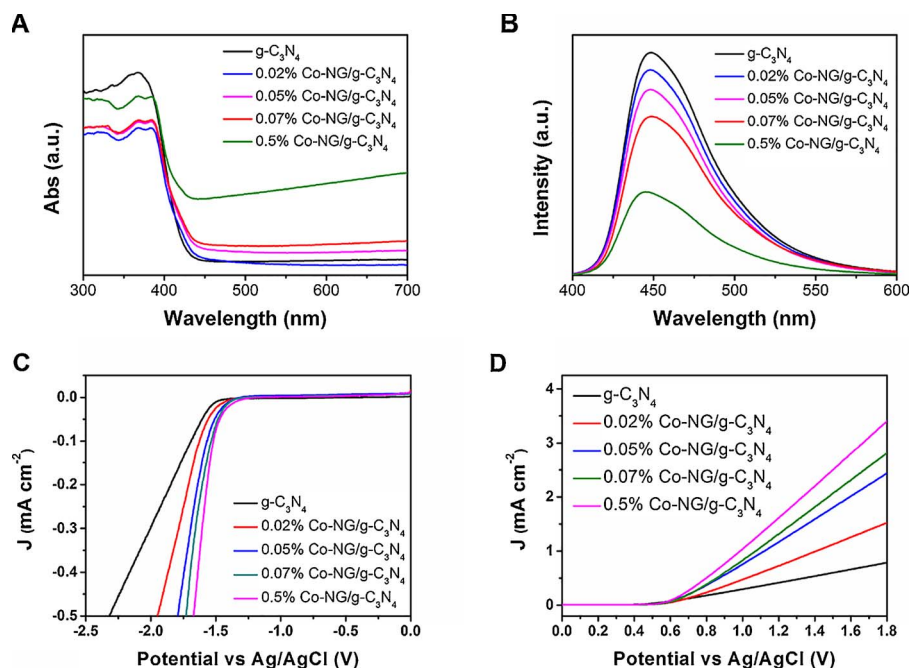 A
Abs (a.u.)
g-C₃N₄
0.02% Co-NG/g-C₃N₄
0.05% Co-NG/g-C₃N₄
0.07% Co-NG/g-C₃N₄
0.5% Co-NG/g-C₃N₄
300 400 500 600 700
Wavelength (nm)
B
Intensity (a.u.)
g-C₃N₄
0.02% Co-NG/g-C₃N₄
0.05% Co-NG/g-C₃N₄
0.07% Co-NG/g-C₃N₄
0.5% Co-NG/g-C₃N₄
400 450 500 550 600
Wavelength (nm)
C
J (mA cm⁻²)
0.0
-0.1
-0.2
-0.3
-0.4
-0.5
g-C₃N₄
0.02% Co-NG/g-C₃N₄
0.05% Co-NG/g-C₃N₄
0.07% Co-NG/g-C₃N₄
0.5% Co-NG/g-C₃N₄
-2.5 -2.0 -1.5 -1.0 -0.5 0.0
Potential vs Ag/AgCl (V)
D
J (mA cm⁻²)
4
3
2
1
0
g-C₃N₄
0.02% Co-NG/g-C₃N₄
0.05% Co-NG/g-C₃N₄
0.07% Co-NG/g-C₃N₄
0.5% Co-NG/g-C₃N₄
0.0 0.2 0.4 0.6 0.8 1.0 1.2 1.4 1.6 1.8
Potential vs Ag/AgCl (V)